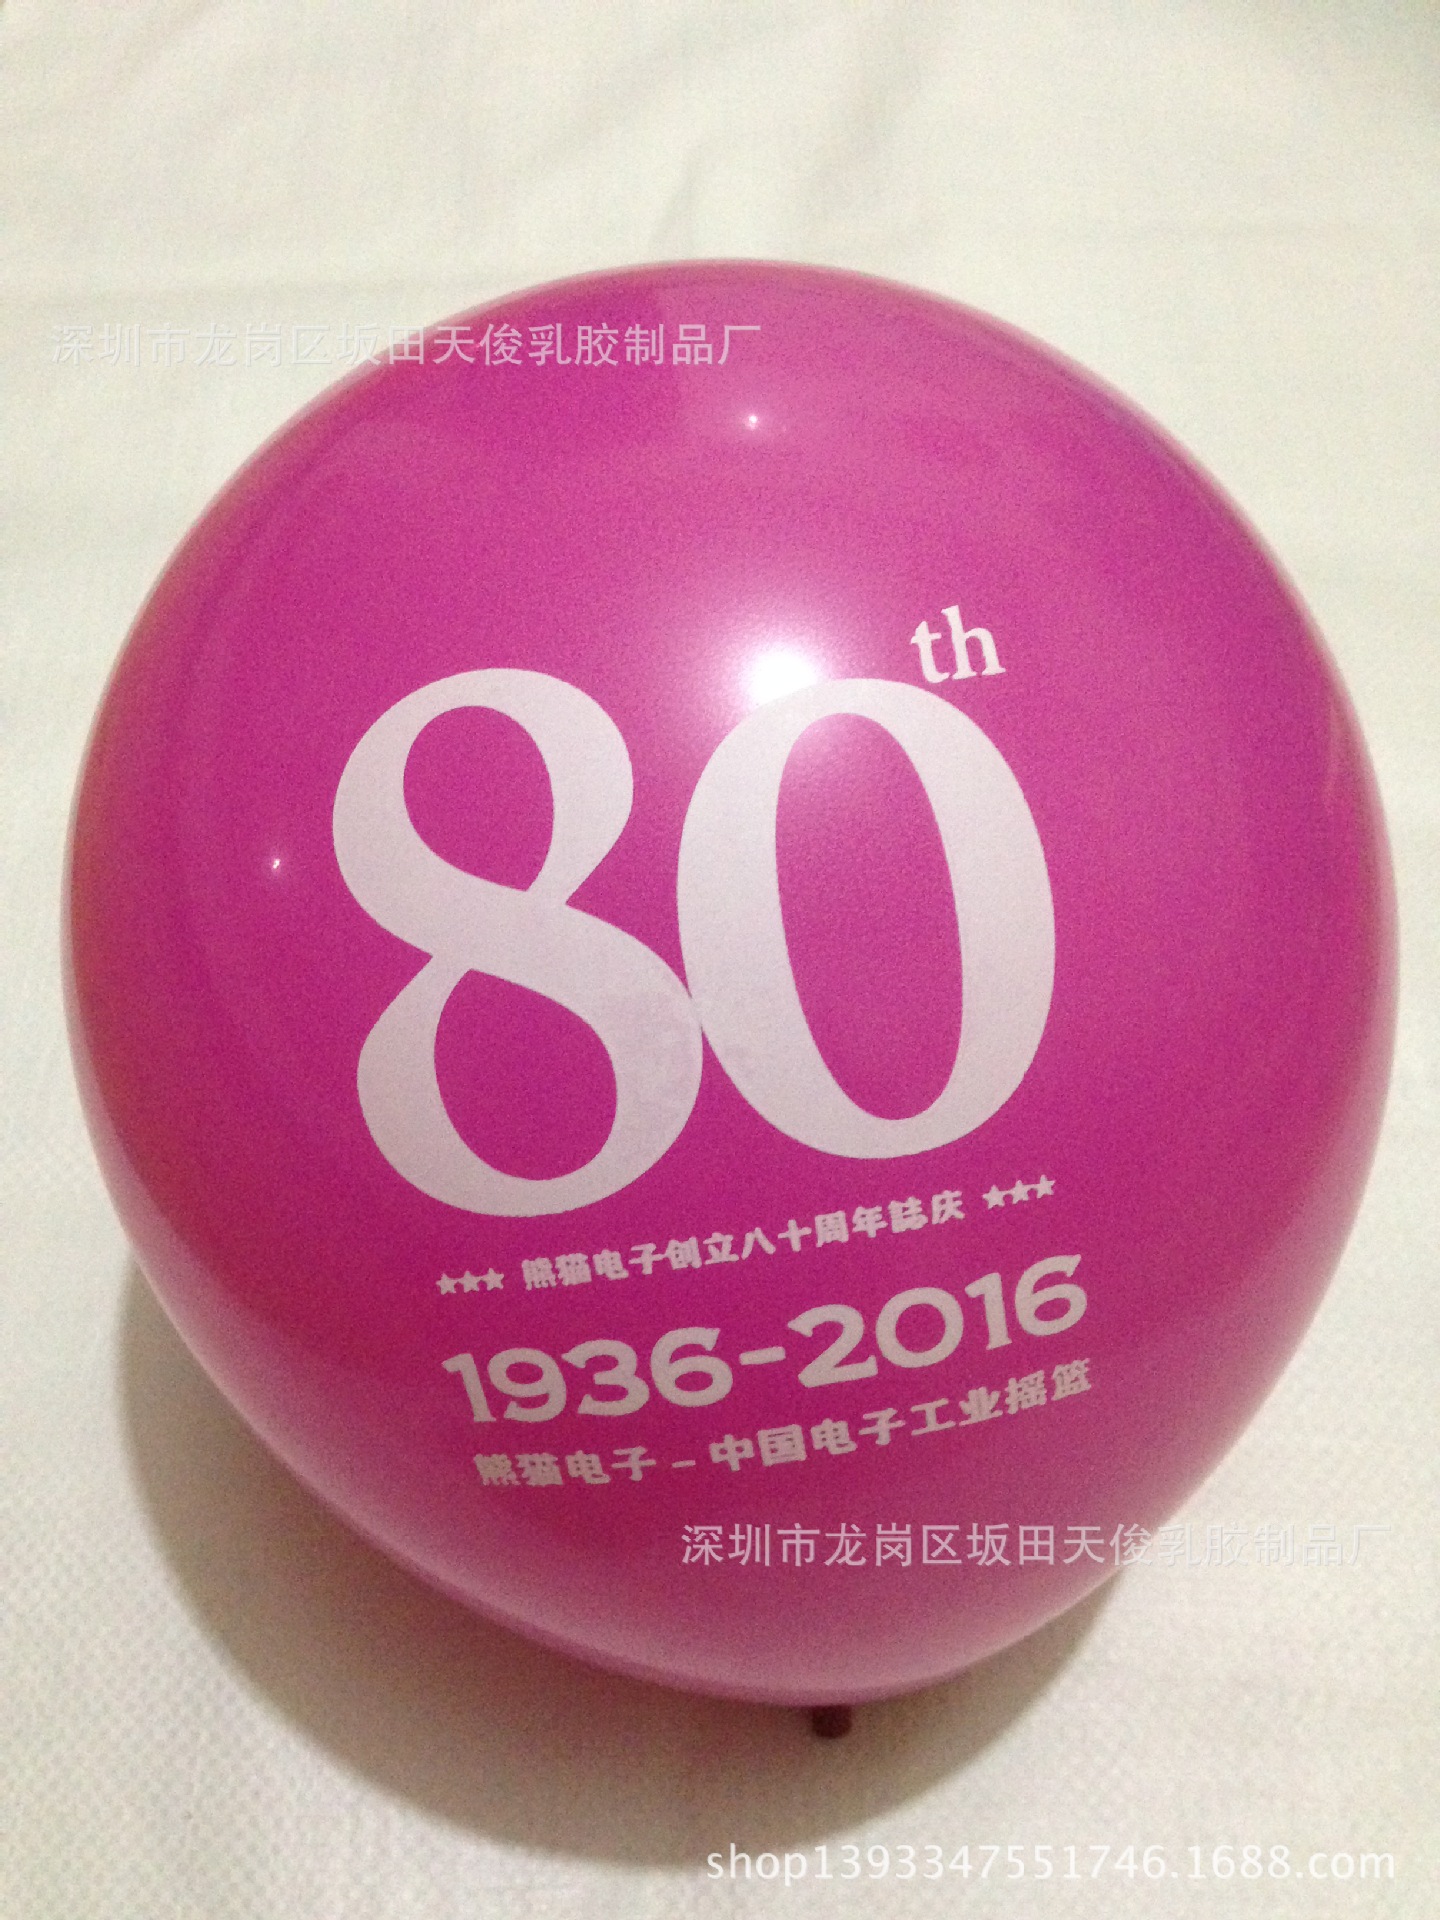 深圳市龙岗区坂田天俊乳胶制品厂
80th
★★★ 熊猫电子创立八十周年誌庆 ★★★
1936-2016
熊猫电子－中国电子工业摇篮
深圳市龙岗区坂田天俊乳胶制品厂
shop1393347551746.1688.com